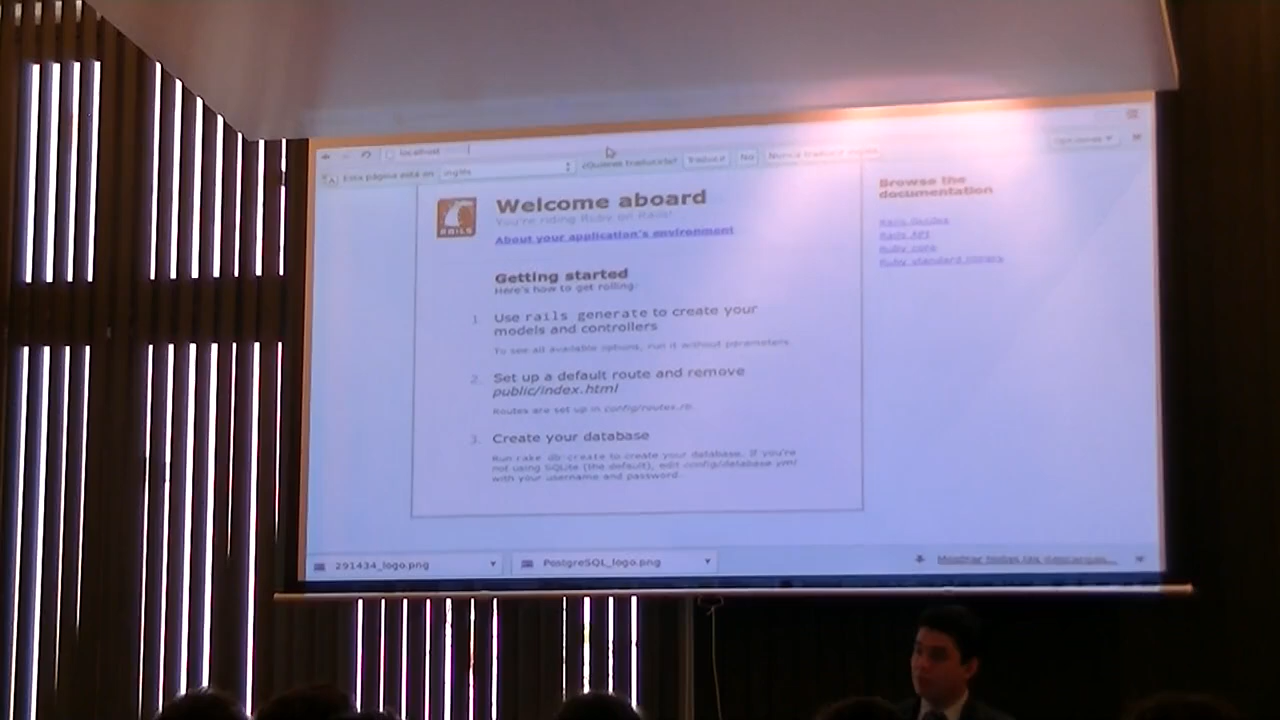 localhost
Opciones
Esta página está en inglés ¿Quieres traducirla? Traducir No Nunca traducir inglés
RAILS
Welcome aboard
You're riding Ruby on Rails!
About your application's environment
Getting started
Here's how to get rolling:
1. Use rails generate to create your
models and controllers
To see all available options, run it without parameters.
2. Set up a default route and remove
public/index.html
Routes are set up in config/routes.rb.
3. Create your database
Run rake db:create to create your database. If you're
not using SQLite (the default), edit config/database.yml
with your username and password.
Browse the
documentation
Rails Guides
Rails API
Ruby core
Ruby standard library
291434_logo.png
PostgreSQL_logo.png
Mostrar todas las descargas...